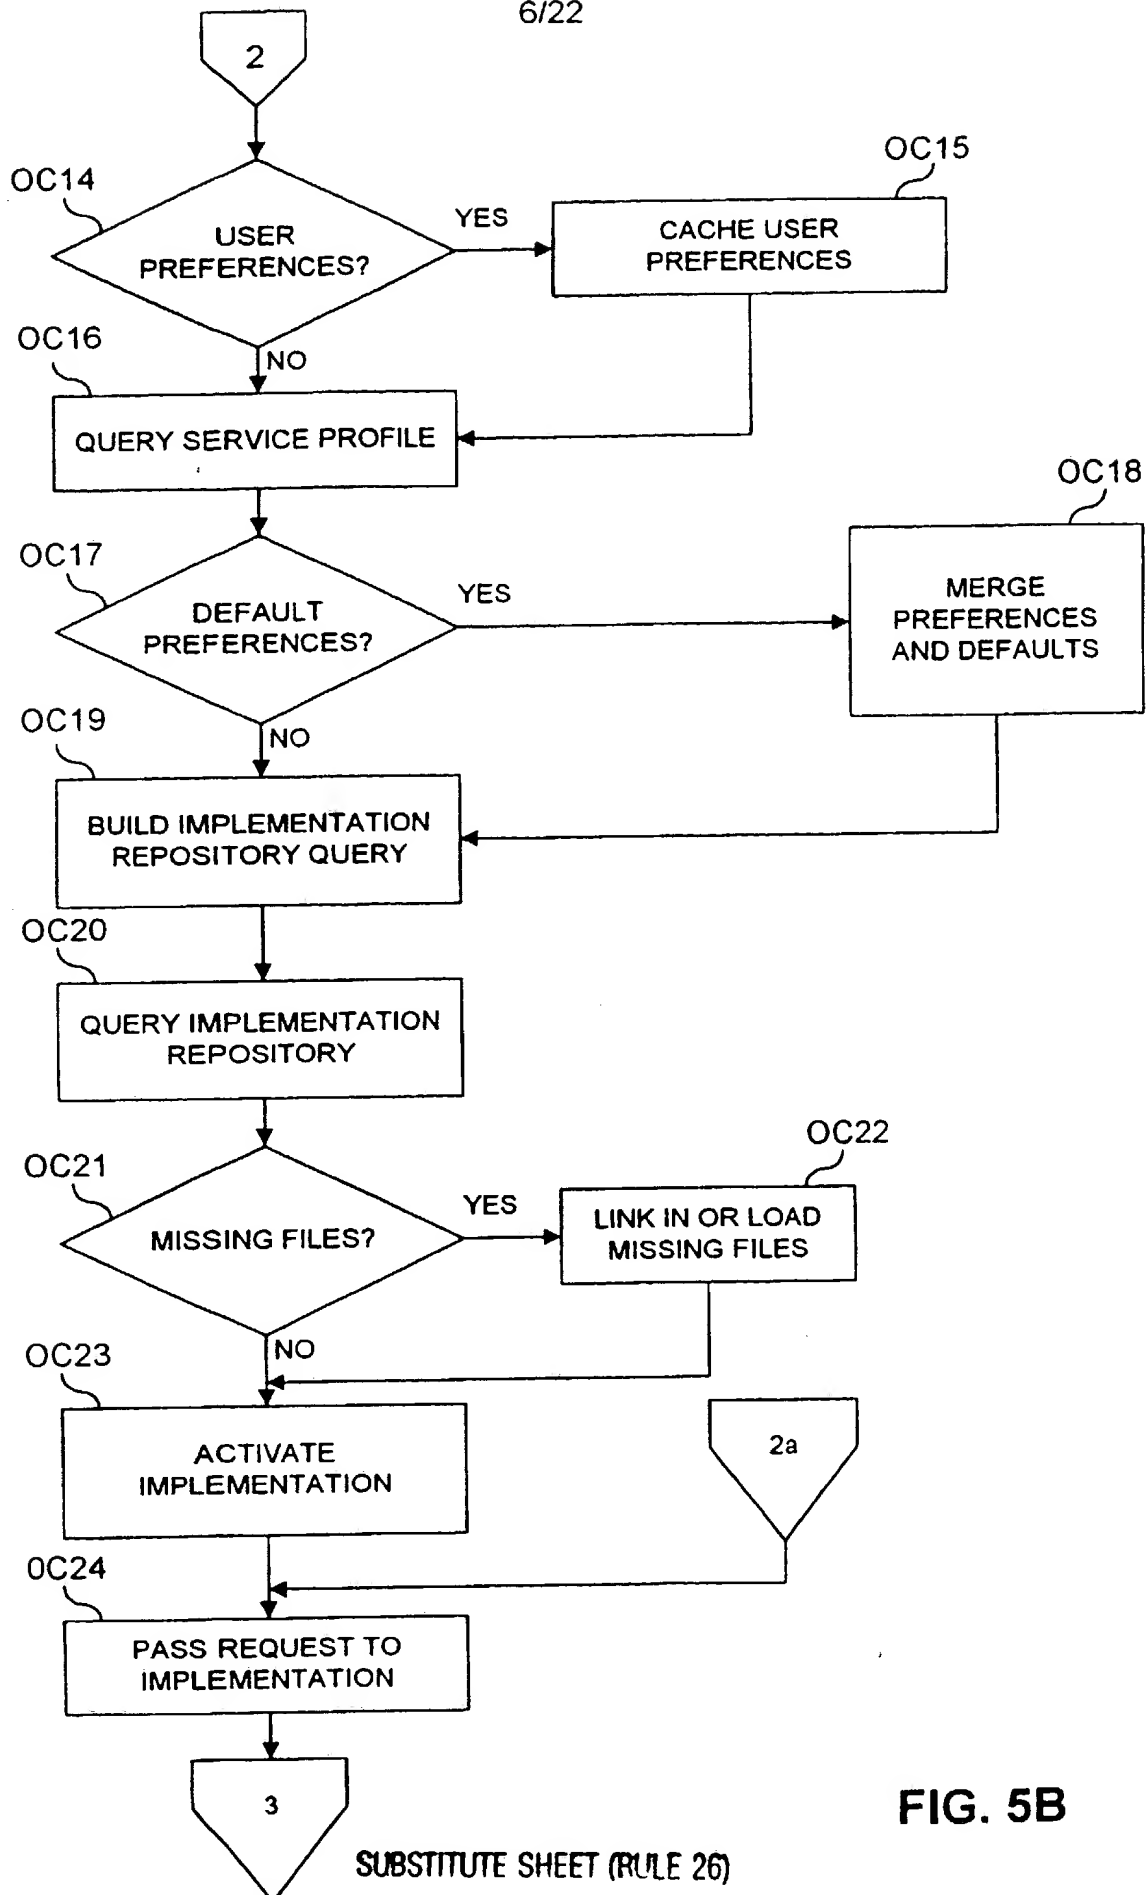 6/22
2
OC14
USER
PREFERENCES?
YES
OC15
CACHE USER
PREFERENCES
NO
OC16
QUERY SERVICE PROFILE
OC17
DEFAULT
PREFERENCES?
YES
OC18
MERGE
PREFERENCES
AND DEFAULTS
NO
OC19
BUILD IMPLEMENTATION
REPOSITORY QUERY
OC20
QUERY IMPLEMENTATION
REPOSITORY
OC21
MISSING FILES?
YES
OC22
LINK IN OR LOAD
MISSING FILES
NO
OC23
ACTIVATE
IMPLEMENTATION
2a
0C24
PASS REQUEST TO
IMPLEMENTATION
3
FIG. 5B
SUBSTITUTE SHEET (RULE 26)